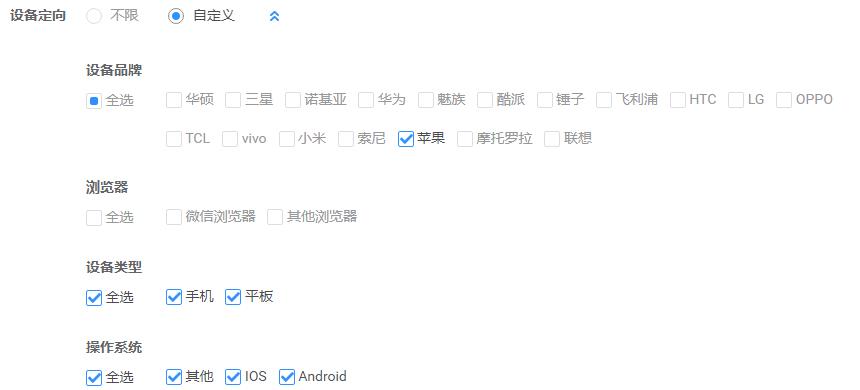 设备定向 不限 自定义
设备品牌
全选 华硕 三星 诺基亚 华为 魅族 酷派 锤子 飞利浦 HTC LG OPPO
TCL vivo 小米 索尼 苹果 摩托罗拉 联想
浏览器
全选 微信浏览器 其他浏览器
设备类型
全选 手机 平板
操作系统
全选 其他 IOS Android